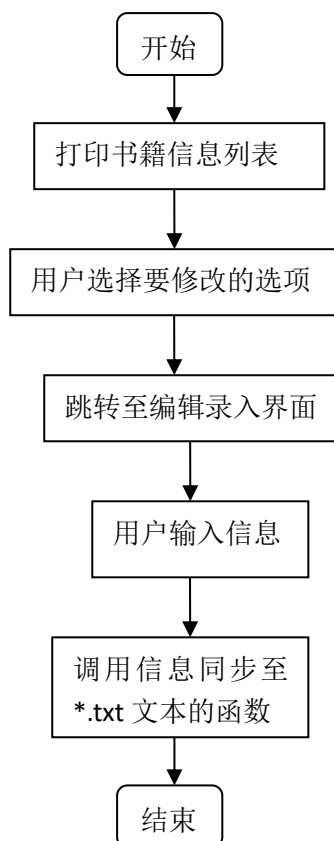 开始
打印书籍信息列表
用户选择要修改的选项
跳转至编辑录入界面
用户输入信息
调用信息同步至
*.txt 文本的函数
结束